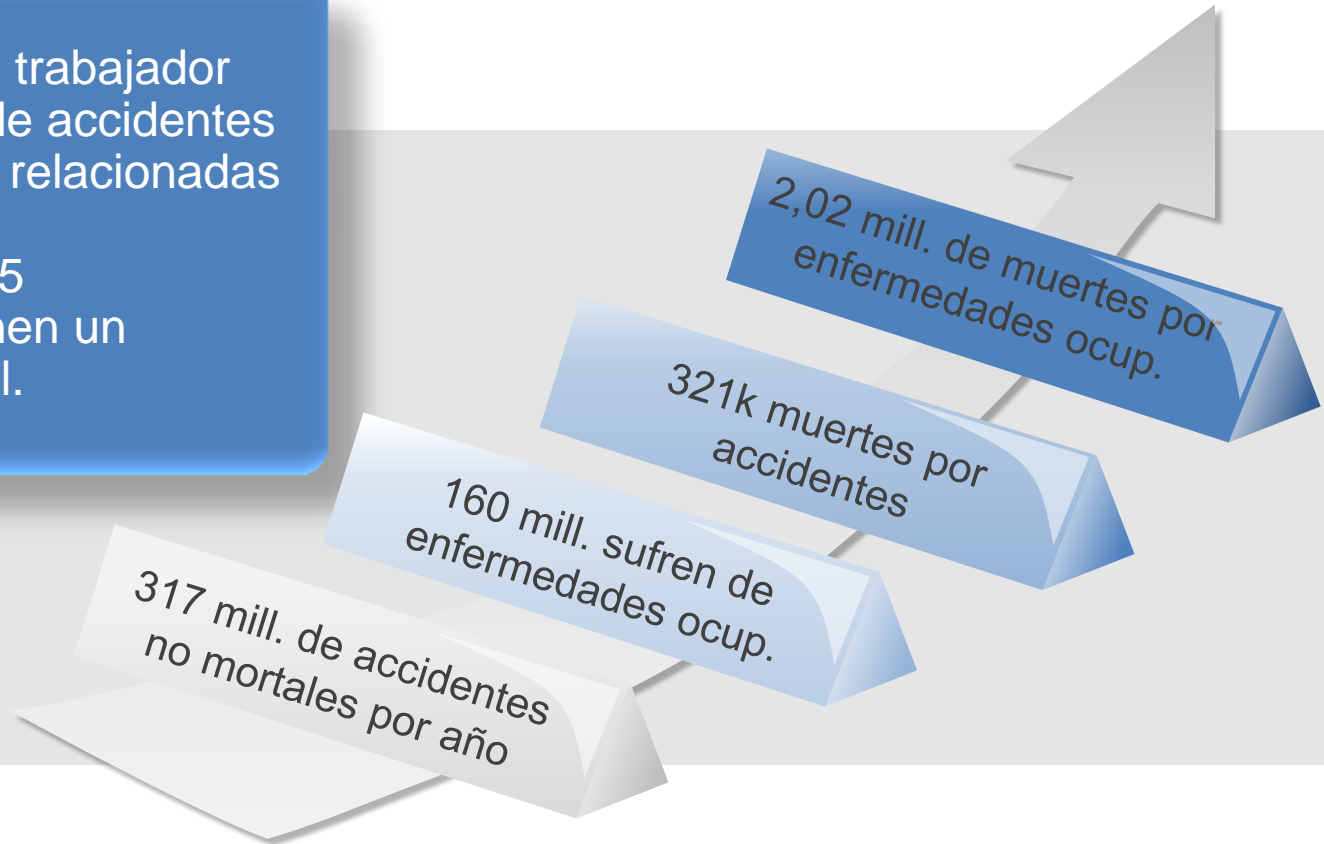 trabajador
de accidentes
relacionadas
5
nen un
l.
2,02 mill. de muertes por
enfermedades ocup.
321k muertes por
accidentes
160 mill. sufren de
enfermedades ocup.
317 mill. de accidentes
no mortales por año